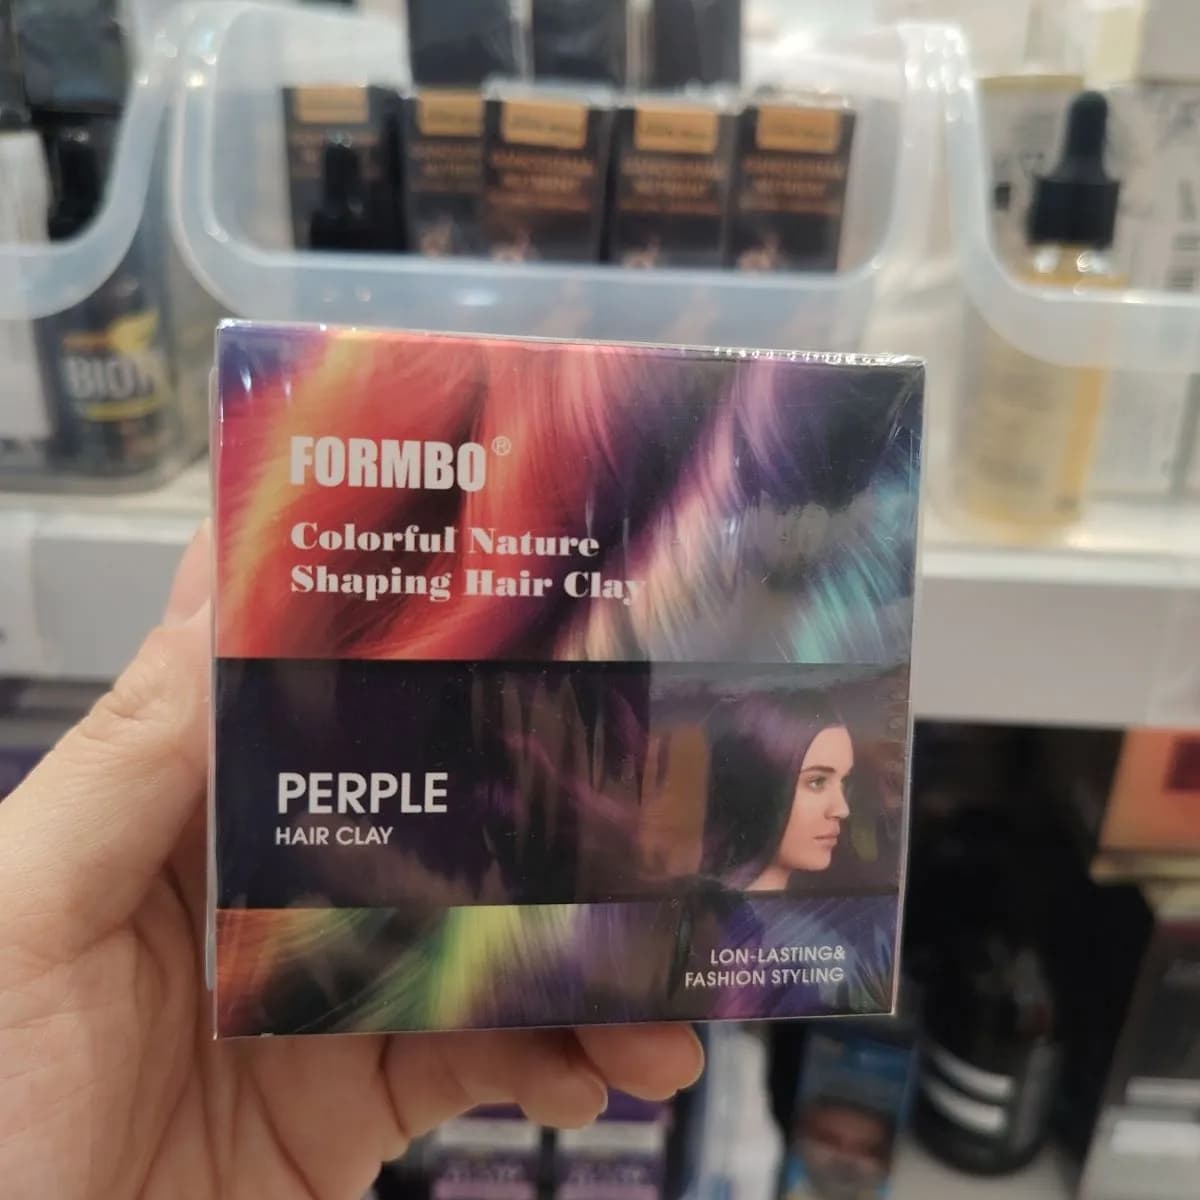 FORMBO®
Colorful Nature
Shaping Hair Clay
PERPLE
HAIR CLAY
LON-LASTING&
FASHION STYLING